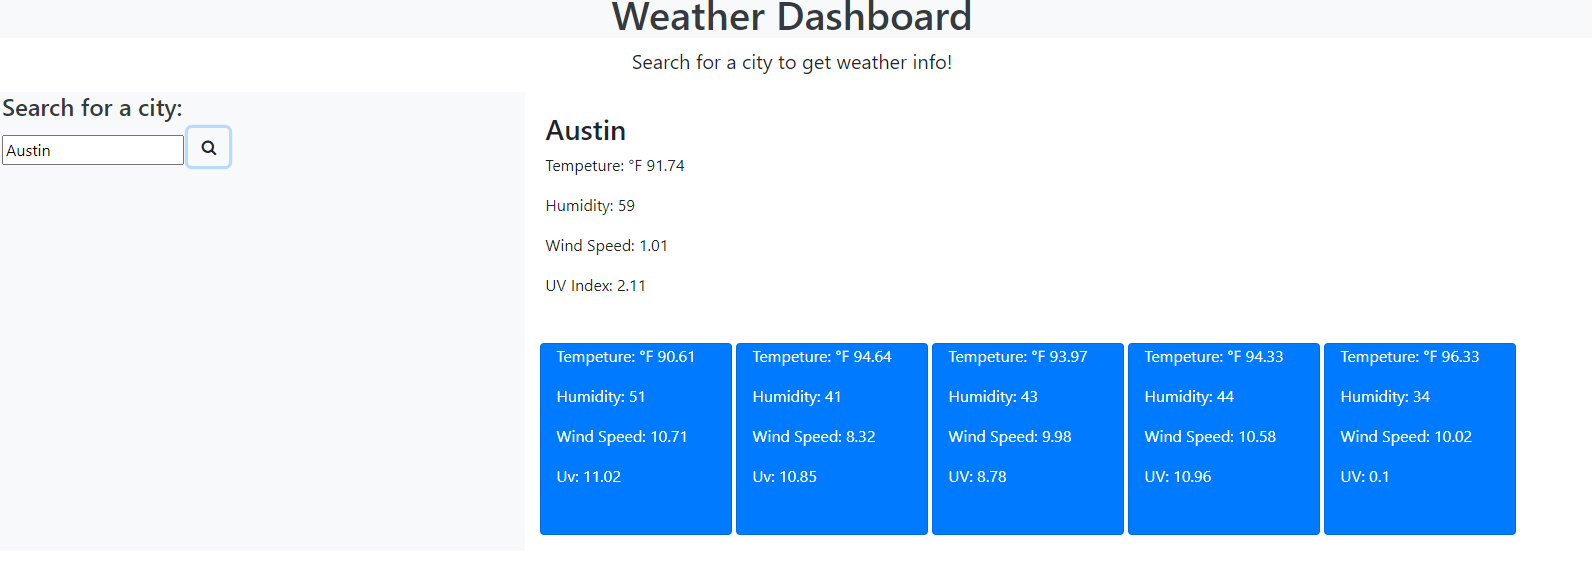 Weather Dashboard
Search for a city to get weather info!
Search for a city:
Austin
Austin
Tempeture: °F 91.74
Humidity: 59
Wind Speed: 1.01
UV Index: 2.11
Tempeture: °F 90.61
Humidity: 51
Wind Speed: 10.71
Uv: 11.02
Tempeture: °F 94.64
Humidity: 41
Wind Speed: 8.32
Uv: 10.85
Tempeture: °F 93.97
Humidity: 43
Wind Speed: 9.98
UV: 8.78
Tempeture: °F 94.33
Humidity: 44
Wind Speed: 10.58
UV: 10.96
Tempeture: °F 96.33
Humidity: 34
Wind Speed: 10.02
UV: 0.1